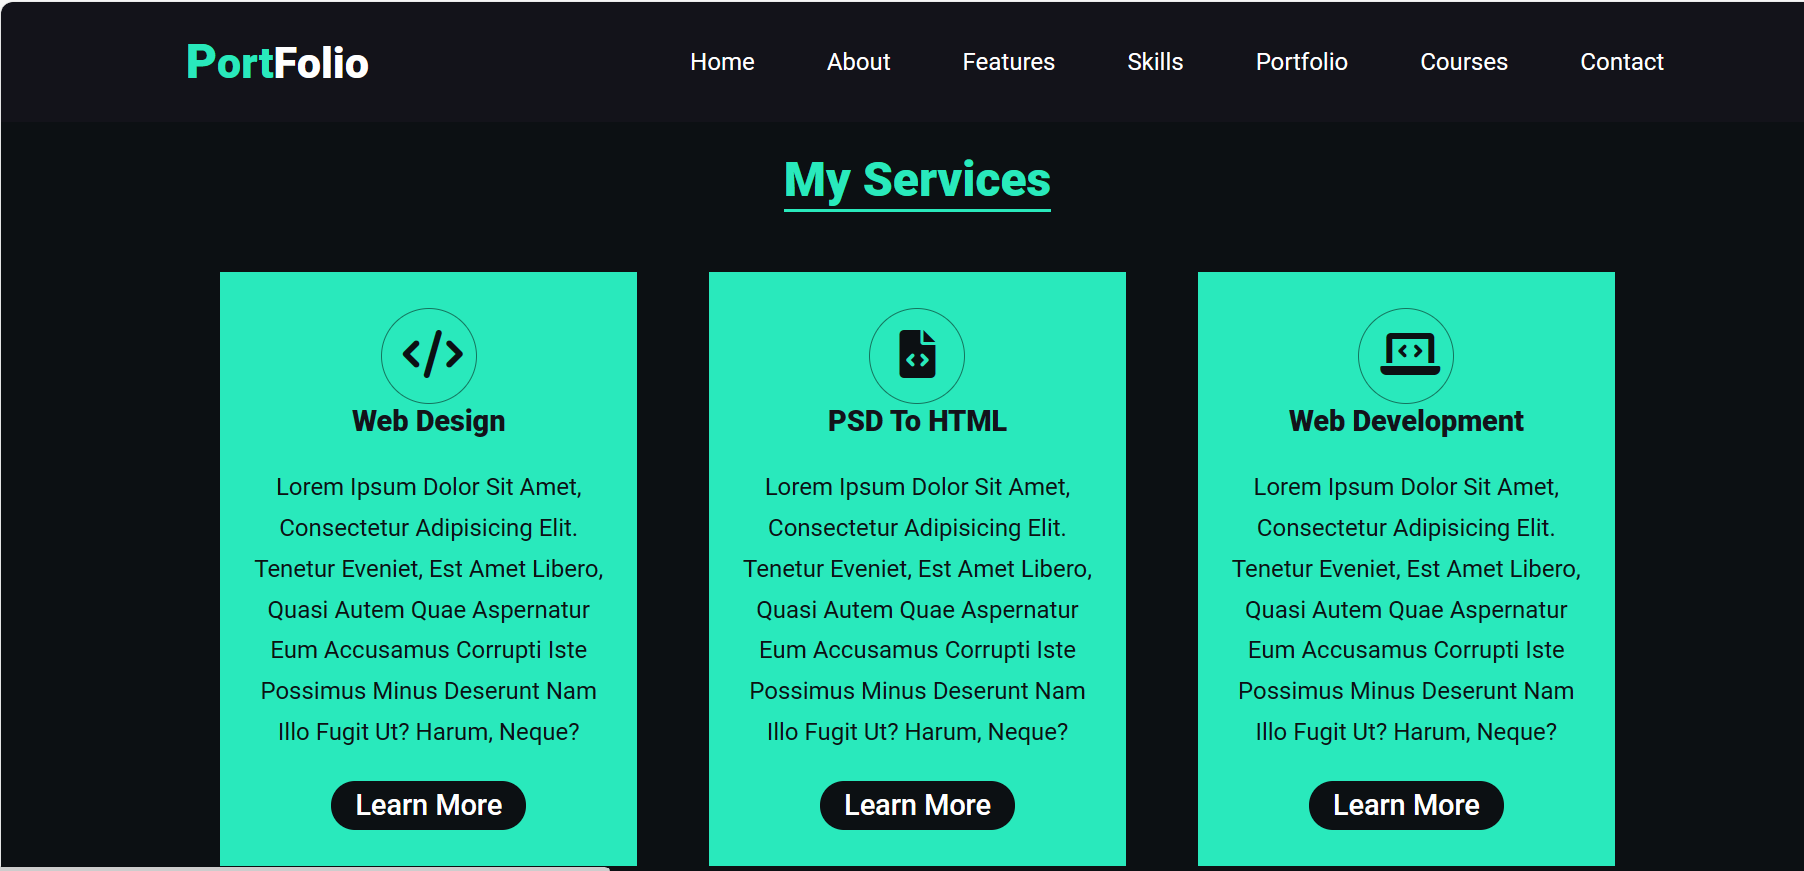 PortFolio
Home
About
Features
Skills
Portfolio
Courses
Contact
My Services
Web Design
Lorem Ipsum Dolor Sit Amet,
Consectetur Adipisicing Elit.
Tenetur Eveniet, Est Amet Libero,
Quasi Autem Quae Aspernatur
Eum Accusamus Corrupti Iste
Possimus Minus Deserunt Nam
Illo Fugit Ut? Harum, Neque?
Learn More
PSD To HTML
Lorem Ipsum Dolor Sit Amet,
Consectetur Adipisicing Elit.
Tenetur Eveniet, Est Amet Libero,
Quasi Autem Quae Aspernatur
Eum Accusamus Corrupti Iste
Possimus Minus Deserunt Nam
Illo Fugit Ut? Harum, Neque?
Learn More
Web Development
Lorem Ipsum Dolor Sit Amet,
Consectetur Adipisicing Elit.
Tenetur Eveniet, Est Amet Libero,
Quasi Autem Quae Aspernatur
Eum Accusamus Corrupti Iste
Possimus Minus Deserunt Nam
Illo Fugit Ut? Harum, Neque?
Learn More